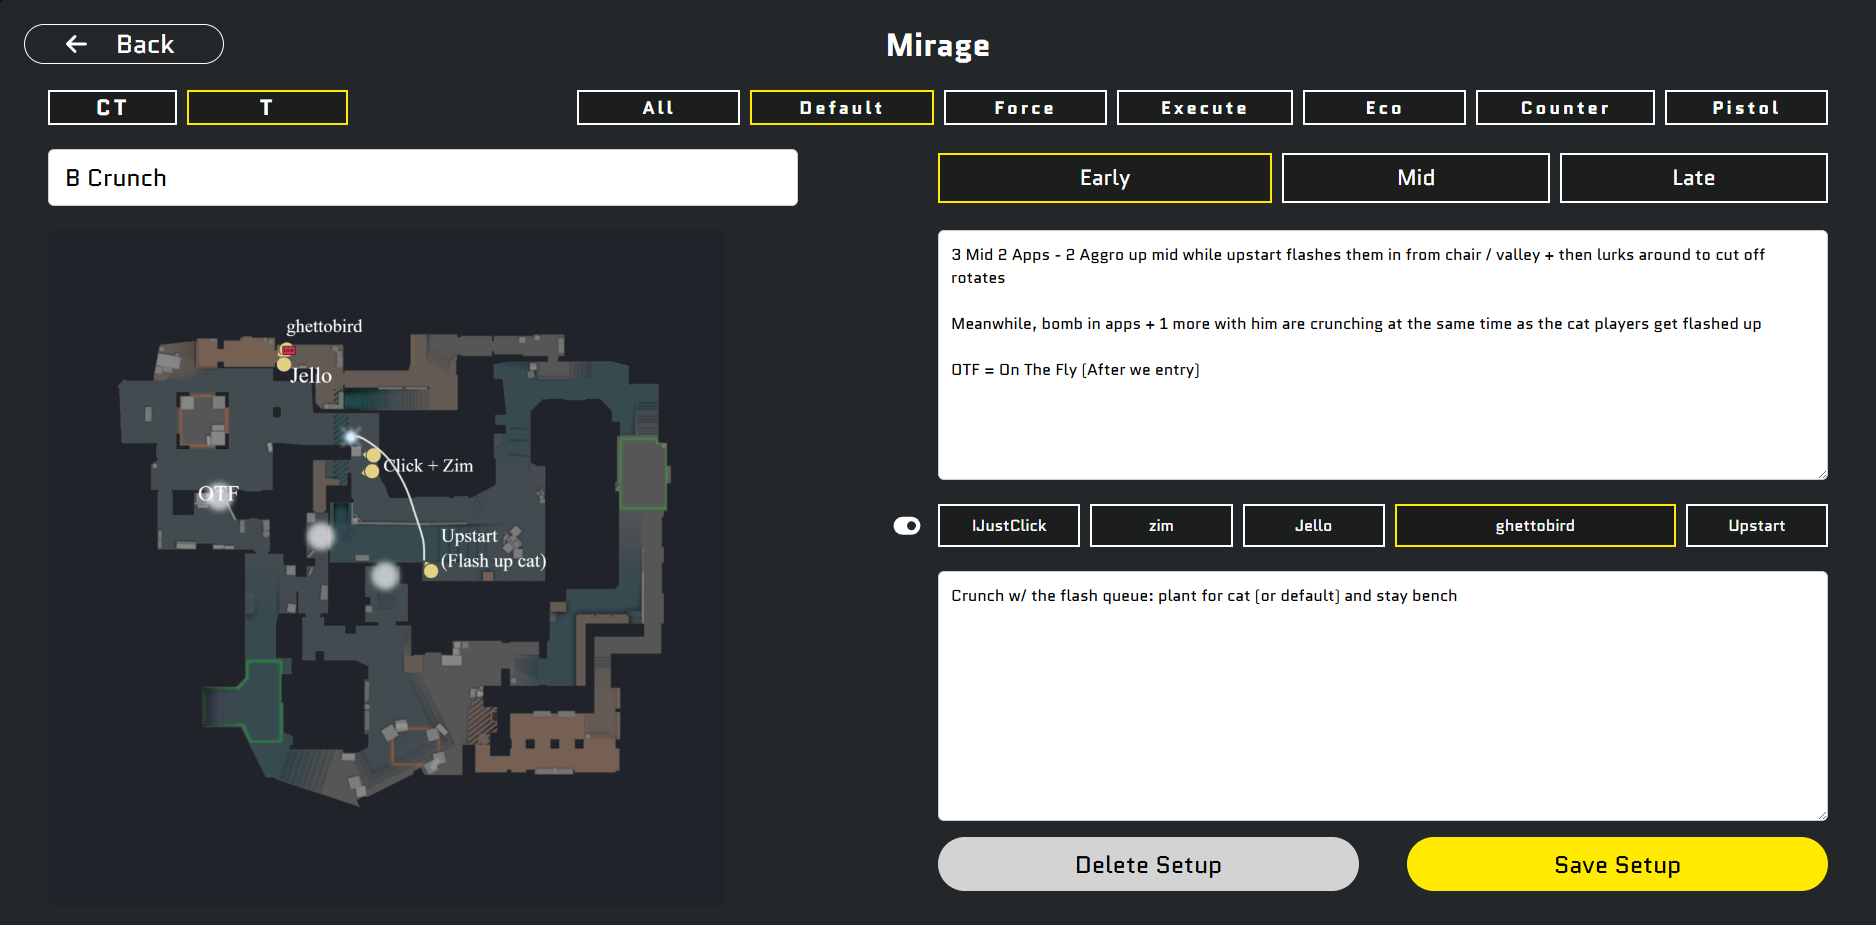 Back
Mirage
CT
T
All
Default
Force
Execute
Eco
Counter
Pistol
B Crunch
Early
Mid
Late
3 Mid 2 Apps - 2 Aggro up mid while upstart flashes them in from chair / valley + then lurks around to cut off
rotates
Meanwhile, bomb in apps + 1 more with him are crunching at the same time as the cat players get flashed up
OTF = On The Fly (After we entry)
ghettobird
Jello
Click + Zim
OTF
Upstart
(Flash up cat)
IJustClick
zim
Jello
ghettobird
Upstart
Crunch w/ the flash queue: plant for cat (or default) and stay bench
Delete Setup
Save Setup